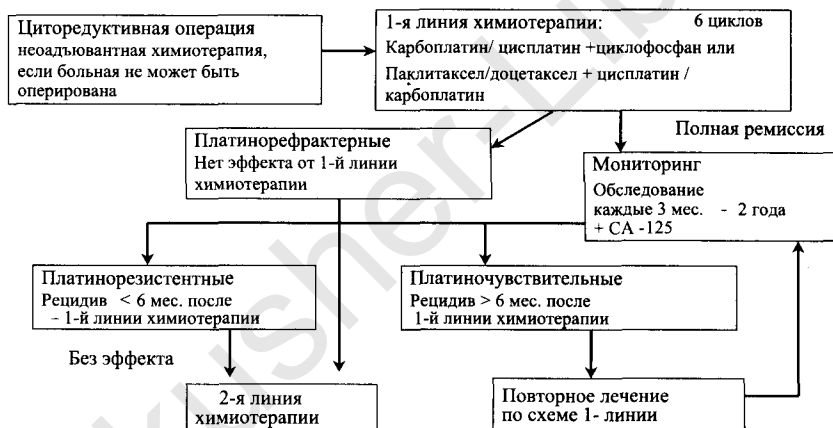 Циторедуктивная операция
неоадъювантная химиотерапия,
если больная не может быть
оперирована
1-я линия химиотерапии: 6 циклов
Карбоплатин/ цисплатин +циклофосфан или
Паклитаксел/доцетаксел + цисплатин /
карбоплатин
Полная ремиссия
Платинорефрактерные
Нет эффекта от 1-й линии
химиотерапии
Мониторинг
Обследование
каждые 3 мес. - 2 года
+ СА -125
Платинорезистентные
Рецидив < 6 мес. после
– 1-й линии химиотерапии
Платиночувствительные
Рецидив > 6 мес. после
1-й линии химиотерапии
Без эффекта
2-я линия
химиотерапии
Повторное лечение
по схеме 1- линии
kusher-Lib